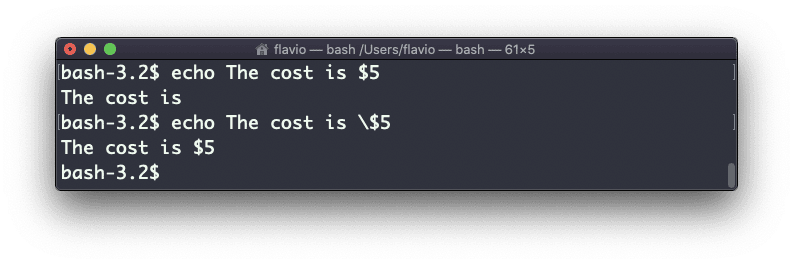 flavio — bash /Users/flavio — bash — 61×5
[bash-3.2$ echo The cost is $5 ]
The cost is
[bash-3.2$ echo The cost is \$5 ]
The cost is $5
bash-3.2$